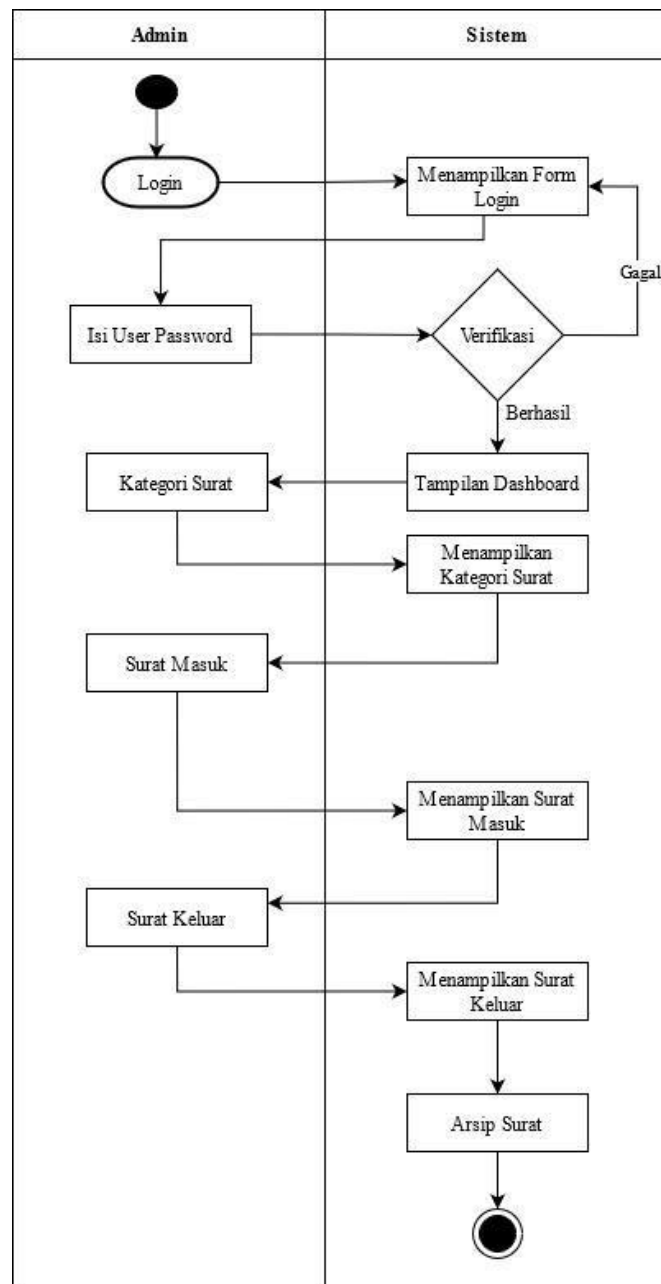 Admin
Sistem
Login
Menampilkan Form
Login
Gagal
Isi User Password
Verifikasi
Berhasil
Kategori Surat
Tampilan Dashboard
Menampilkan
Kategori Surat
Surat Masuk
Menampilkan Surat
Masuk
Surat Keluar
Menampilkan Surat
Keluar
Arsip Surat